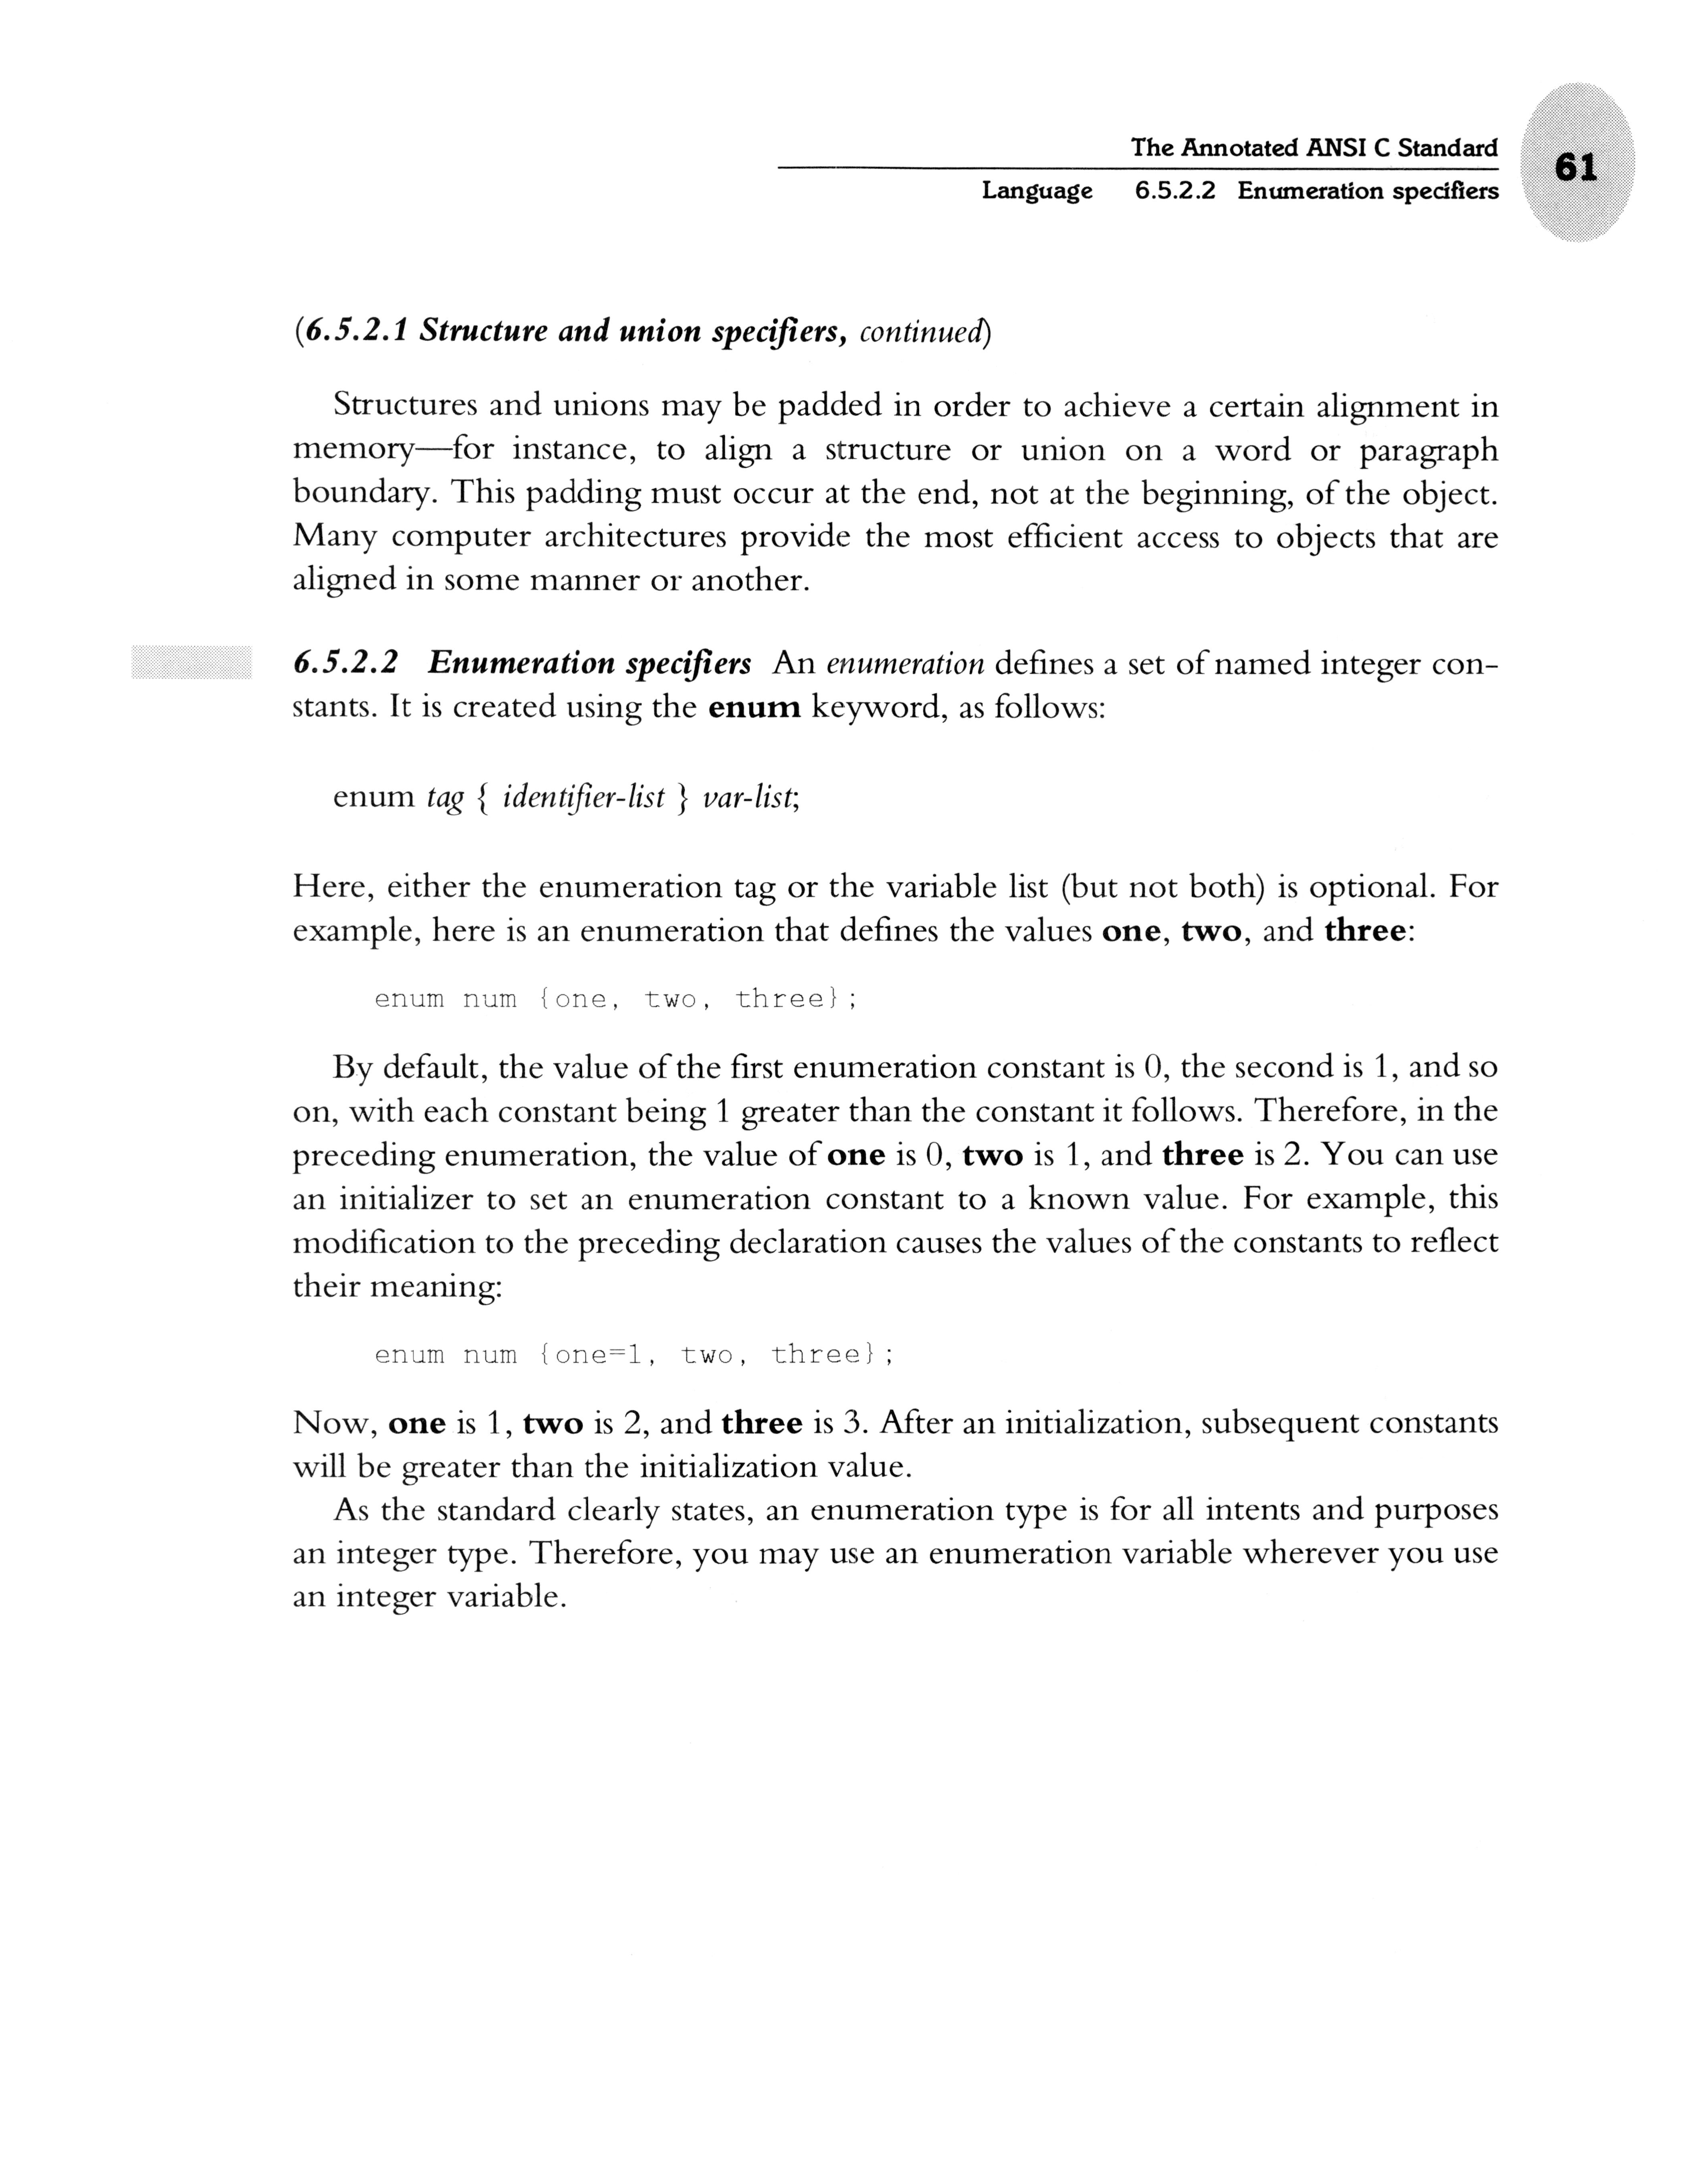 The Annotated ANSI C Standard
61
Language 6.5.2.2 Enumeration specifiers
(6.5.2.1 Structure and union specifiers, continued)
Structures and unions may be padded in order to achieve a certain alignment in
memory—for instance, to align a structure or union on a word or paragraph
boundary. This padding must occur at the end, not at the beginning, of the object.
Many computer architectures provide the most efficient access to objects that are
aligned in some manner or another.
6.5.2.2 Enumeration specifiers An enumeration defines a set of named integer con-
stants. It is created using the enum keyword, as follows:
enum tag { identifier-list } var-list;
Here, either the enumeration tag or the variable list (but not both) is optional. For
example, here is an enumeration that defines the values one, two, and three:
enum num {one, two, three};
By default, the value of the first enumeration constant is 0, the second is 1, and so
on, with each constant being 1 greater than the constant it follows. Therefore, in the
preceding enumeration, the value of one is 0, two is 1, and three is 2. You can use
an initializer to set an enumeration constant to a known value. For example, this
modification to the preceding declaration causes the values of the constants to reflect
their meaning:
enum num {one=1, two, three};
Now, one is 1, two is 2, and three is 3. After an initialization, subsequent constants
will be greater than the initialization value.
As the standard clearly states, an enumeration type is for all intents and purposes
an integer type. Therefore, you may use an enumeration variable wherever you use
an integer variable.